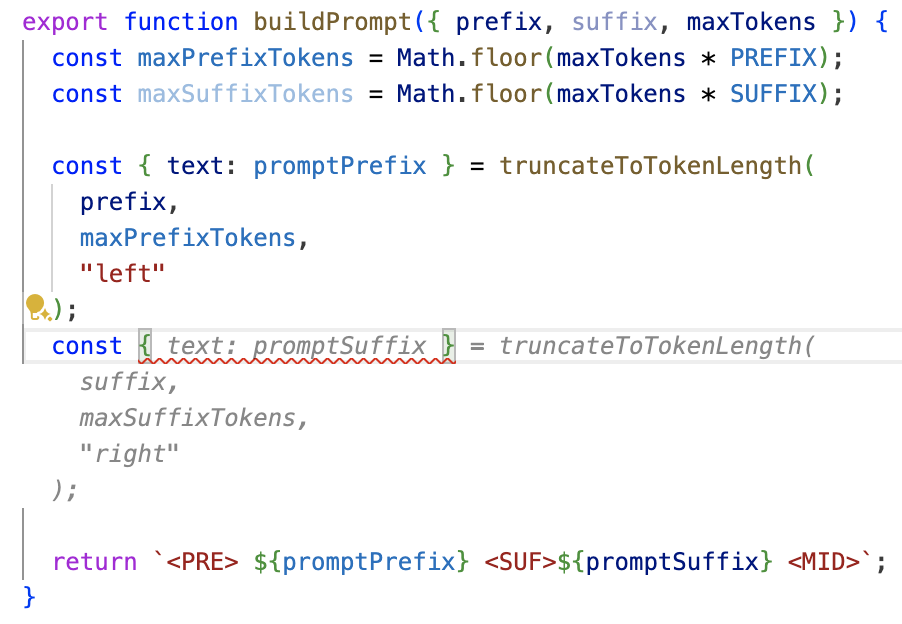 export function buildPrompt({ prefix, suffix, maxTokens }) {
  const maxPrefixTokens = Math.floor(maxTokens * PREFIX);
  const maxSuffixTokens = Math.floor(maxTokens * SUFFIX);

  const { text: promptPrefix } = truncateToTokenLength(
    prefix,
    maxPrefixTokens,
    "left"
  );
  const { text: promptSuffix } = truncateToTokenLength(
    suffix,
    maxSuffixTokens,
    "right"
  );

  return `<PRE> ${promptPrefix} <SUF>${promptSuffix} <MID>`;
}